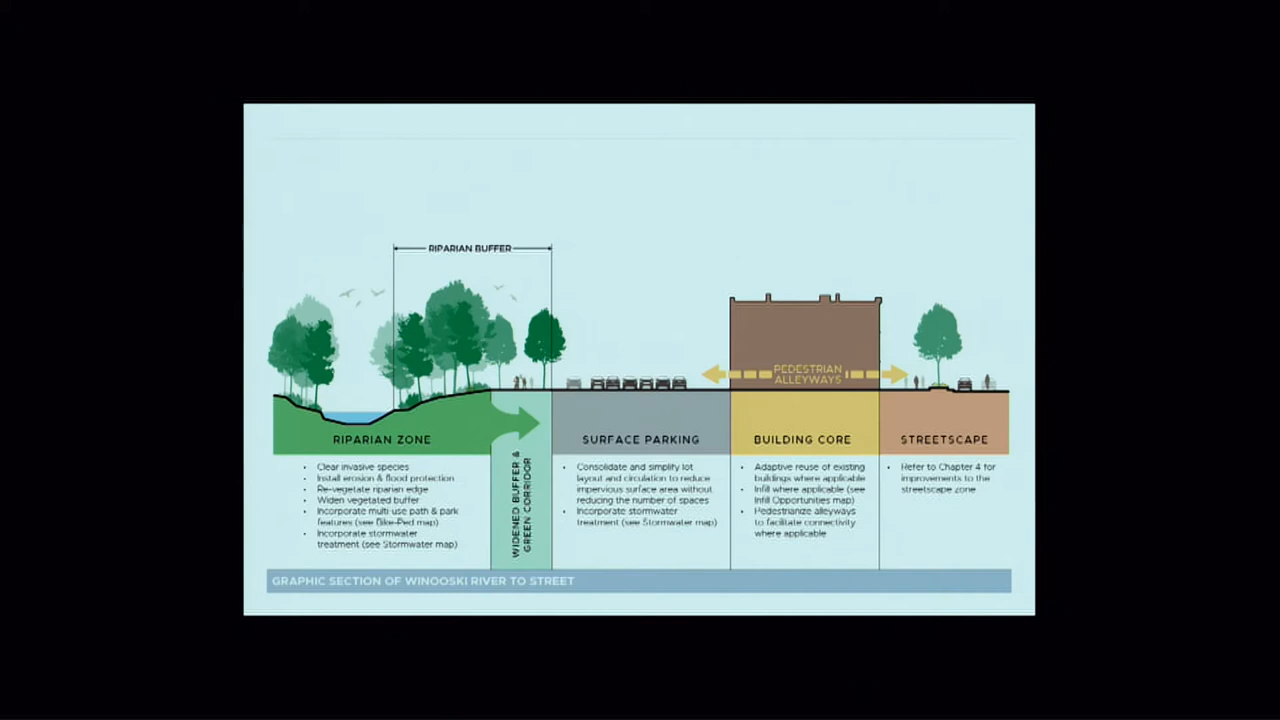 RIPARIAN BUFFER
PEDESTRIAN
ALLEYWAYS
RIPARIAN ZONE
• Clear invasive species
• Install erosion & flood protection
• Re-vegetate riparian edge
• Widen vegetated buffer
• Incorporate multi use path & park
features (see Bike-Ped map)
• Incorporate stormwater
treatment (see Stormwater map)
WIDENED BUFFER &
GREEN CORRIDOR
SURFACE PARKING
• Consolidate and simplify lot
layout and circulation to reduce
impervious surface area without
reducing the number of spaces
• Incorporate stormwater
treatment (see Stormwater map)
BUILDING CORE
• Adaptive reuse of existing
buildings where applicable
• Infill where applicable (see
Infill Opportunities map)
• Pedestrianize alleyways
to facilitate connectivity
where applicable
STREETSCAPE
• Refer to Chapter 4 for
improvements to the
streetscape zone
GRAPHIC SECTION OF WINOOSKI RIVER TO STREET